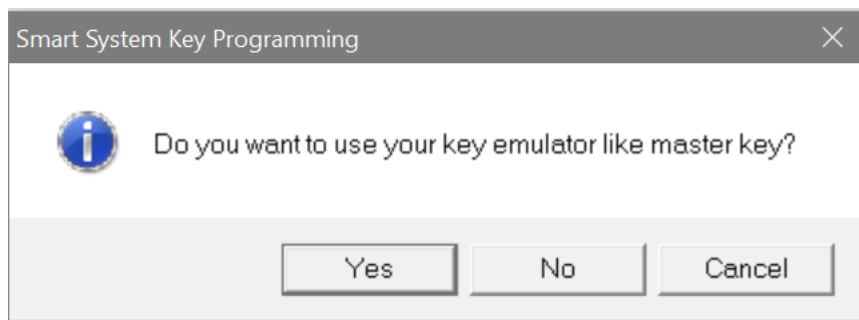 Smart System Key Programming
Do you want to use your key emulator like master key?
Yes
No
Cancel